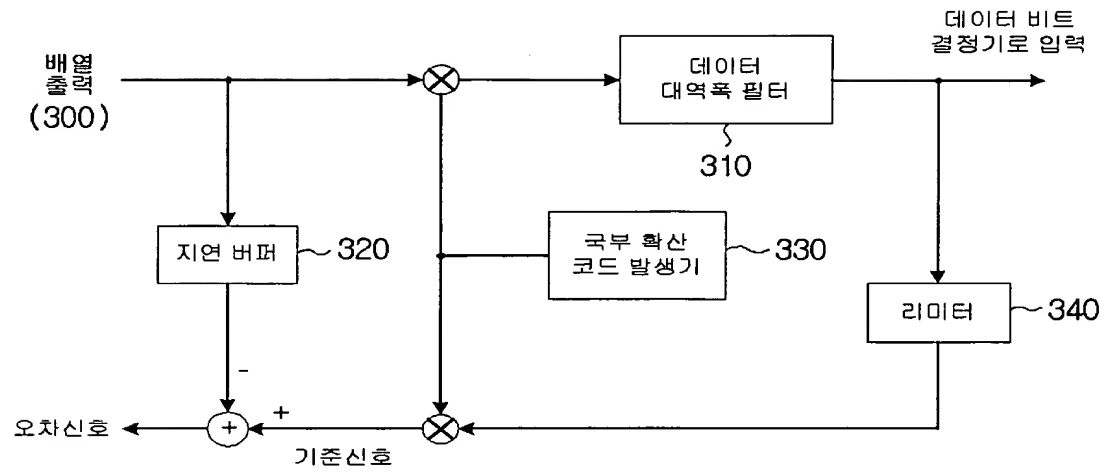 데이터 비트
결정기로 입력
배열
출력
(300)
데이터
대역폭 필터
310
지연 버퍼
320
국부 확산
코드 발생기
330
리미터
340
-
+
+
오차신호
기준신호